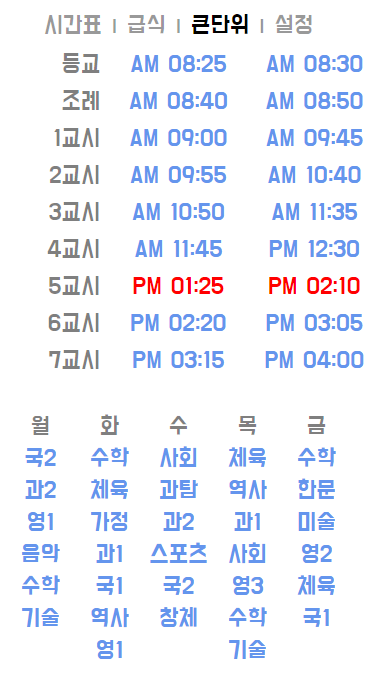 시간표 | 급식 | 큰단위 | 설정
등교 AM 08:25 AM 08:30
조례 AM 08:40 AM 08:50
1교시 AM 09:00 AM 09:45
2교시 AM 09:55 AM 10:40
3교시 AM 10:50 AM 11:35
4교시 AM 11:45 PM 12:30
5교시 PM 01:25 PM 02:10
6교시 PM 02:20 PM 03:05
7교시 PM 03:15 PM 04:00
월 화 수 목 금
국2 수학 사회 체육 수학
과2 체육 과탐 역사 한문
영1 가정 과2 과1 미술
음악 과1 스포츠 사회 영2
수학 국1 국2 영3 체육
기술 역사 창체 수학 국1
영1 기술